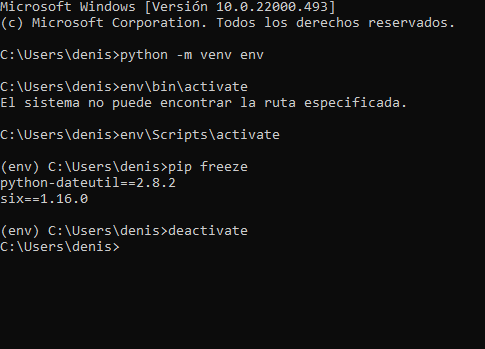 Microsoft Windows [Versión 10.0.22000.493]
(c) Microsoft Corporation. Todos los derechos reservados.
C:\Users\denis>python -m venv env
C:\Users\denis>env\bin\activate
El sistema no puede encontrar la ruta especificada.
C:\Users\denis>env\Scripts\activate
(env) C:\Users\denis>pip freeze
python-dateutil==2.8.2
six==1.16.0
(env) C:\Users\denis>deactivate
C:\Users\denis>